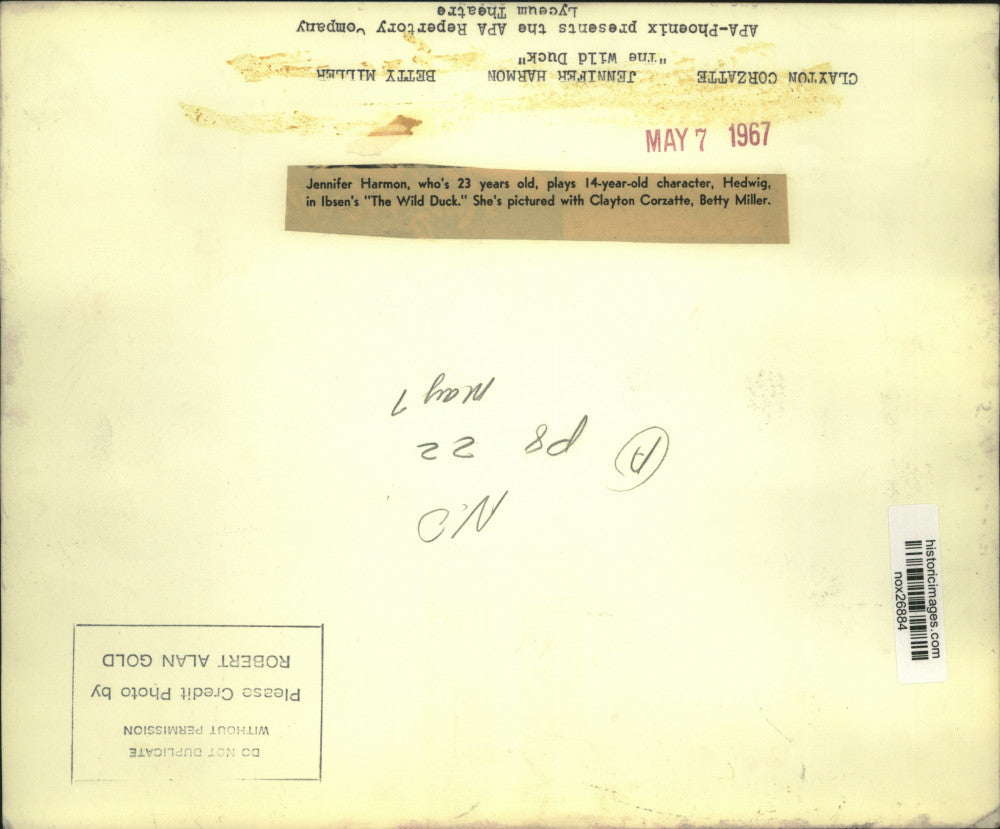 CLAYTON CORZATTE JENNIFER HARMON BETTY MILLER
"The Wild Duck"
APA-Phoenix presents the APA Repertory Company
Lyceum Theatre
MAY 7 1967
Jennifer Harmon, who's 23 years old, plays 14-year-old character, Hedwig,
in Ibsen's "The Wild Duck." She's pictured with Clayton Corzatte, Betty Miller.
N.O
A P8 22
May 7
DO NOT DUPLICATE
WITHOUT PERMISSION
Please Credit Photo by
ROBERT ALAN GOLD
historicimages.com
nox26884